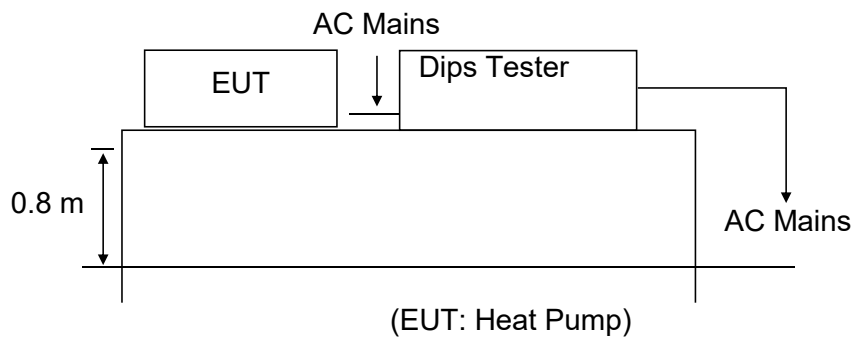 AC Mains
EUT
Dips Tester
0.8 m
AC Mains
(EUT: Heat Pump)